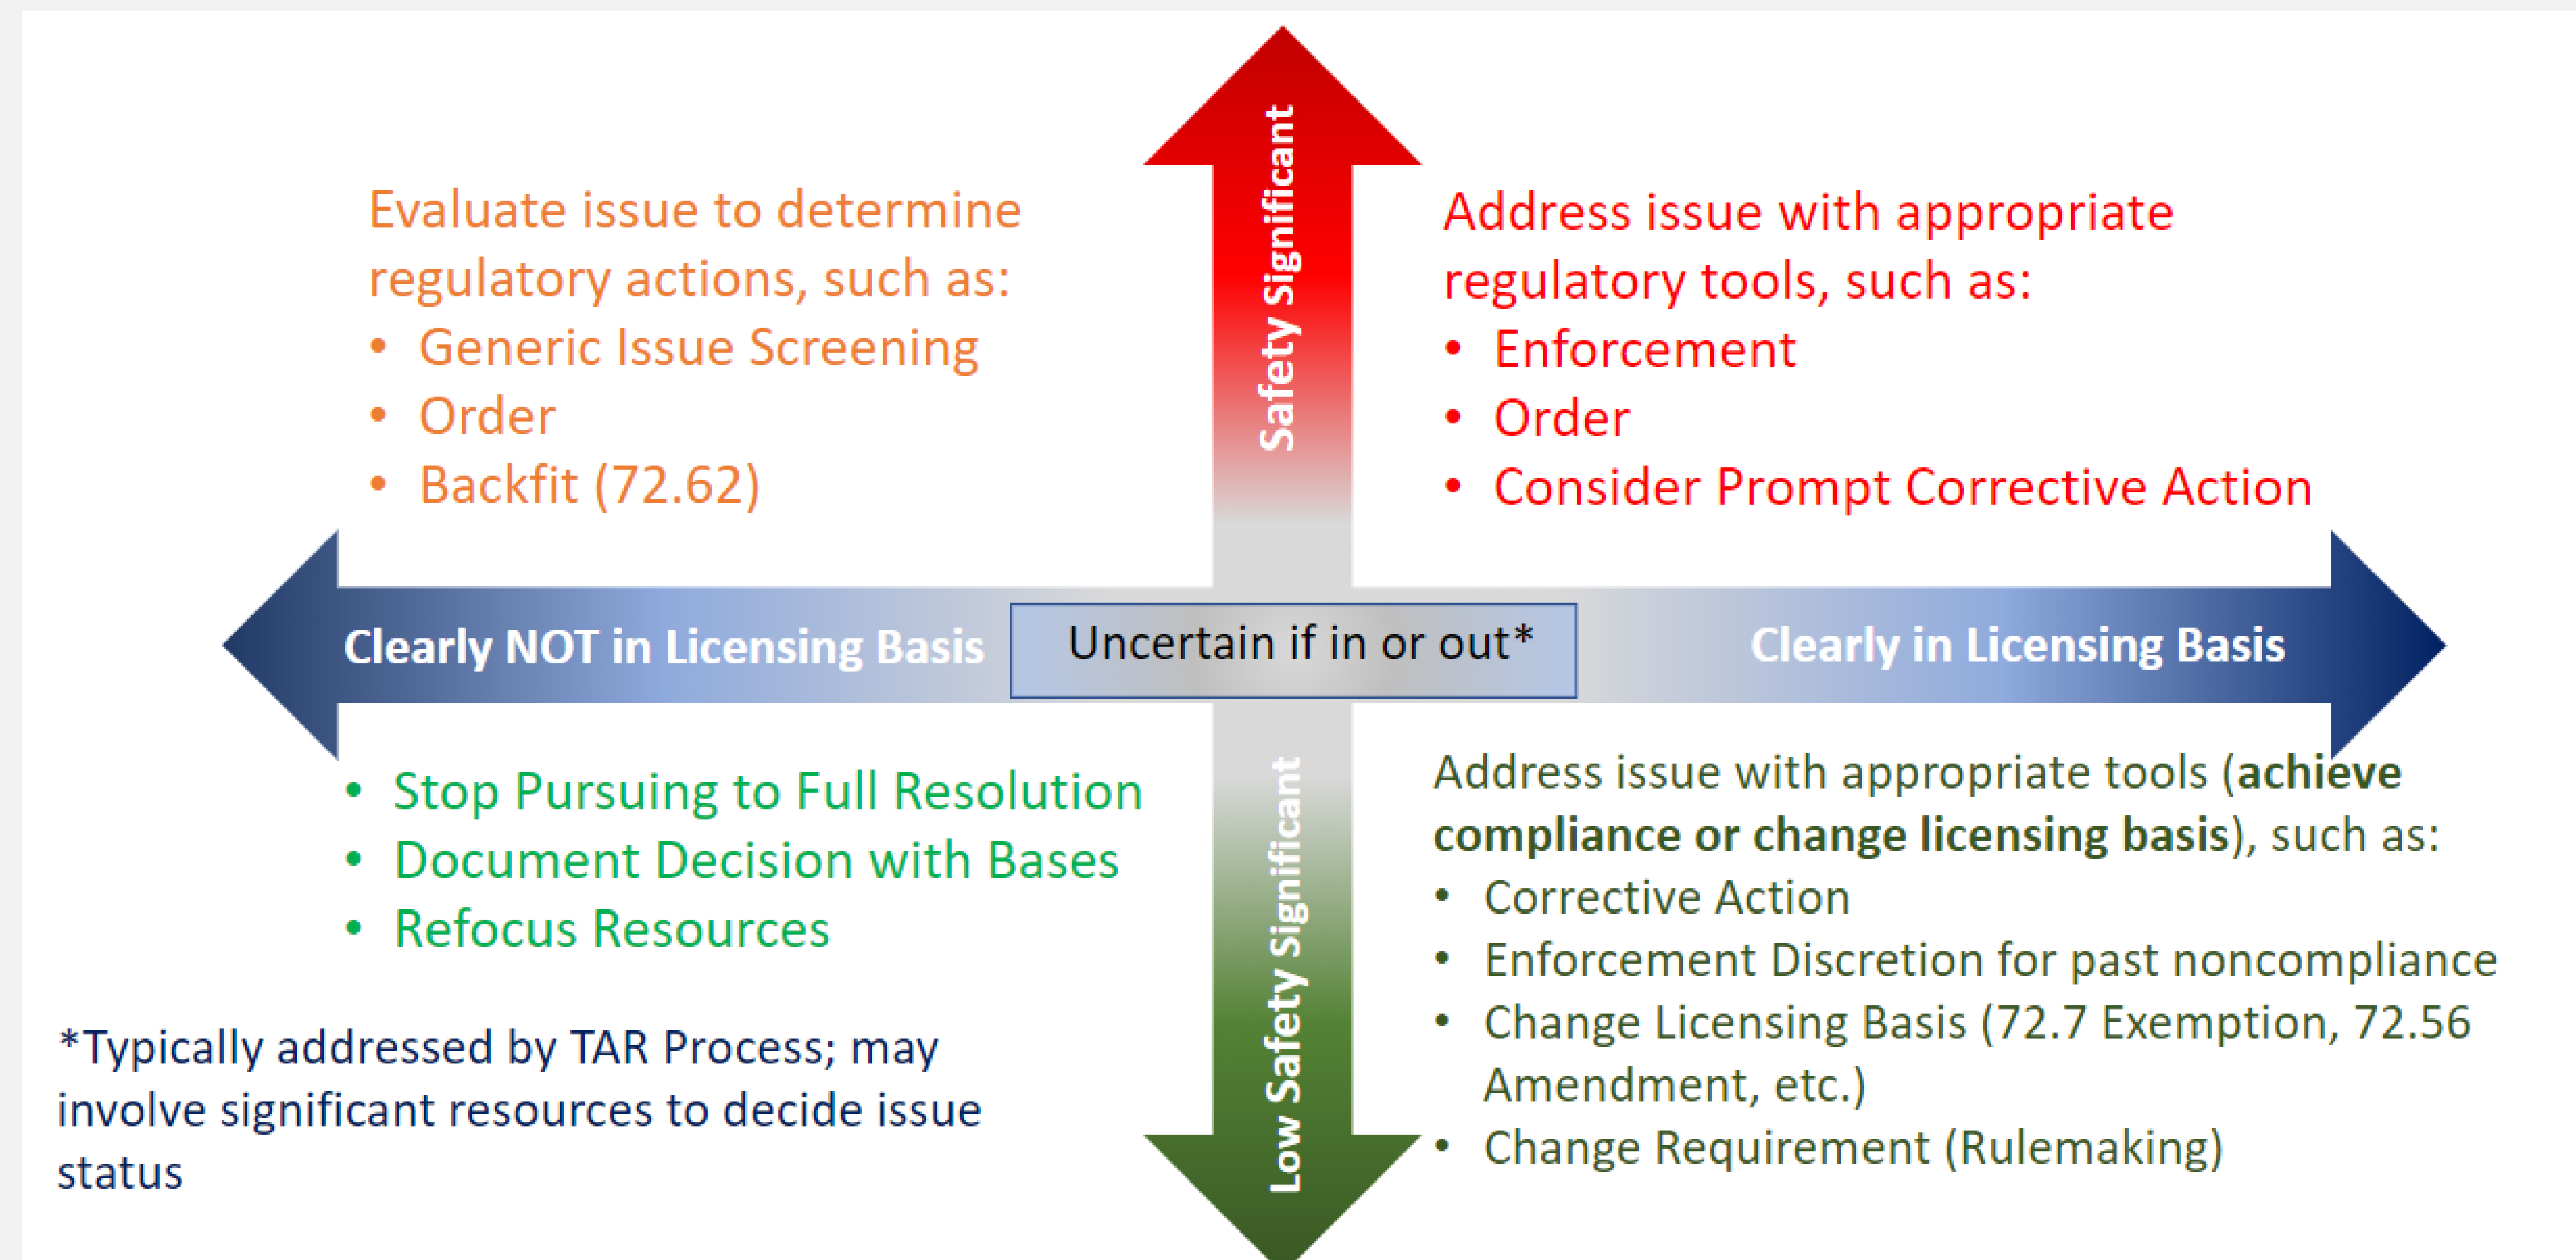 Safety Significant
Evaluate issue to determine
regulatory actions, such as:
• Generic Issue Screening
• Order
• Backfit (72.62)
Address issue with appropriate
regulatory tools, such as:
• Enforcement
• Order
• Consider Prompt Corrective Action
Clearly NOT in Licensing Basis
Uncertain if in or out*
Clearly in Licensing Basis
• Stop Pursuing to Full Resolution
• Document Decision with Bases
• Refocus Resources
*Typically addressed by TAR Process; may
involve significant resources to decide issue
status
Low Safety Significant
Address issue with appropriate tools (achieve
compliance or change licensing basis), such as:
• Corrective Action
• Enforcement Discretion for past noncompliance
• Change Licensing Basis (72.7 Exemption, 72.56
Amendment, etc.)
• Change Requirement (Rulemaking)